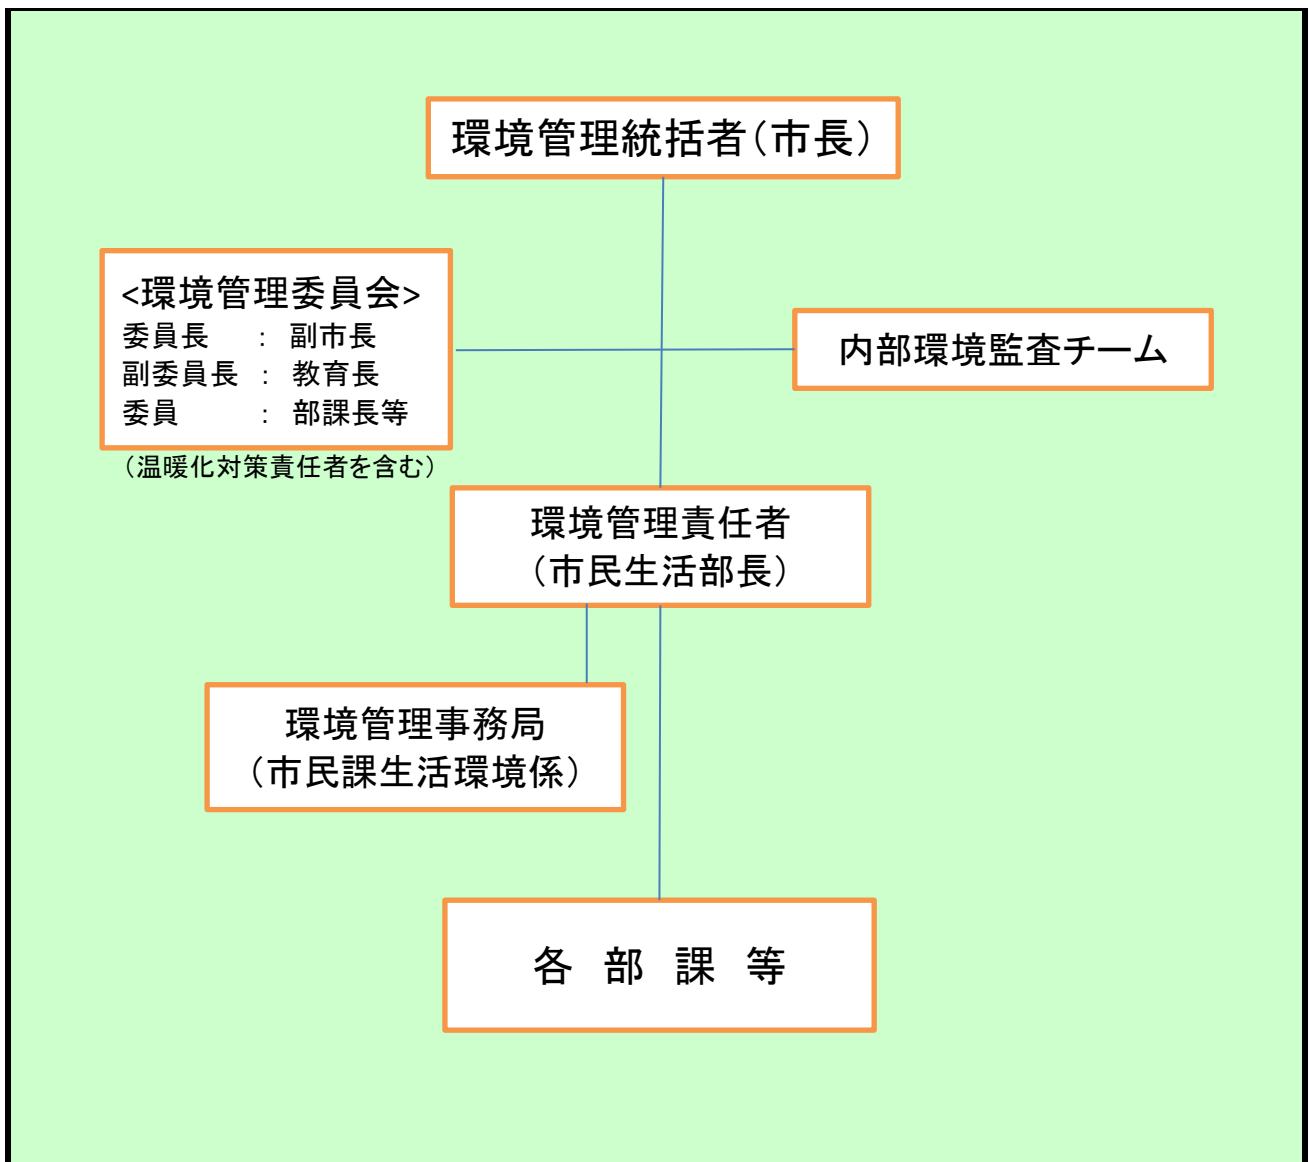 環境管理統括者（市長）
<環境管理委員会>
委員長　：　副市長
副委員長　：　教育長
委員　：　部課長等
（温暖化対策責任者を含む）
内部環境監査チーム
環境管理責任者
（市民生活部長）
環境管理事務局
（市民課生活環境係）
各　部　課　等